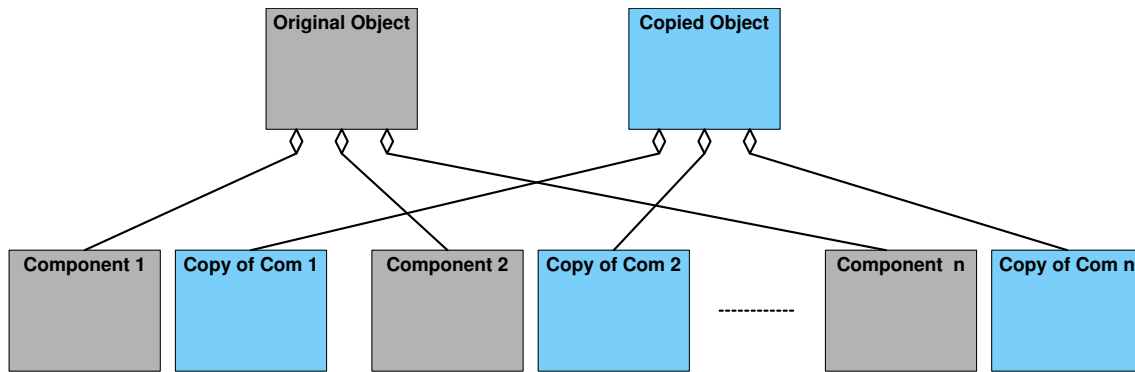 Original Object
Copied Object
Component 1
Copy of Com 1
Component 2
Copy of Com 2
Component n
Copy of Com n